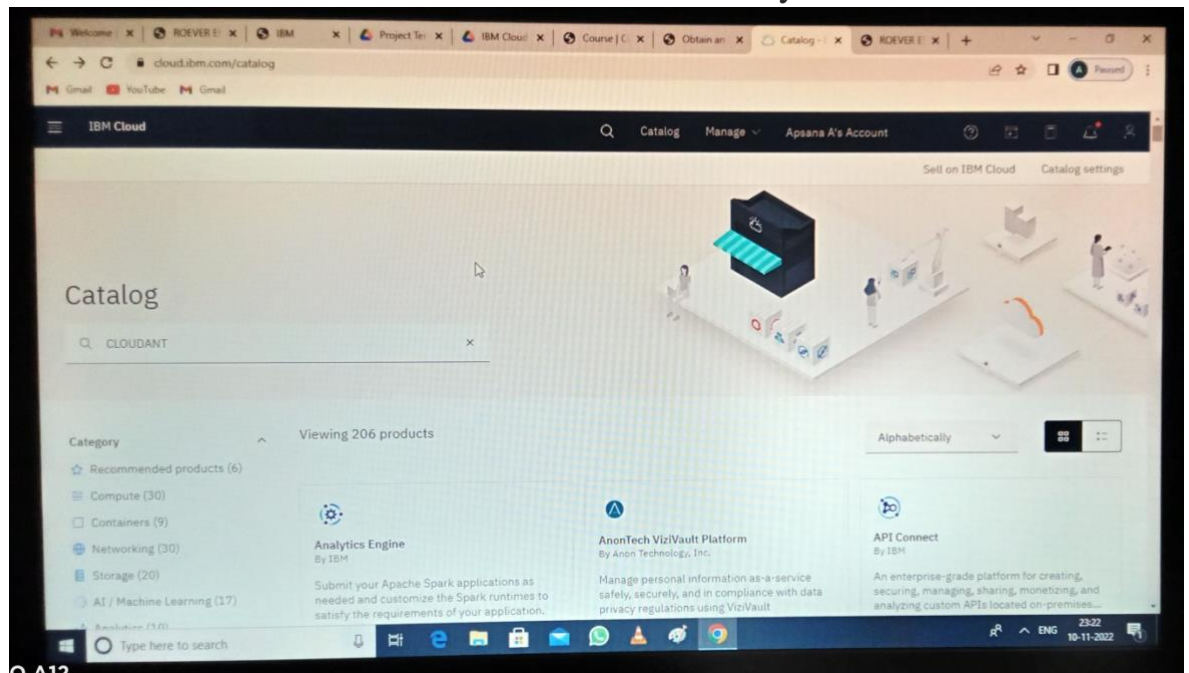 Welcome
ROEVER E
IBM
Project Ter
IBM Cloud
Course | C
Obtain an
Catalog - I
ROEVER E
cloud.ibm.com/catalog
A Paused
Gmail YouTube Gmail
IBM Cloud Catalog Manage Apsana A's Account
Sell on IBM Cloud Catalog settings
Catalog
CLOUDANT
Category
Viewing 206 products
Alphabetically
Recommended products (6)
Compute (30)
Containers (9)
Networking (30)
Storage (20)
AI / Machine Learning (17)
Analytics (10)
Analytics Engine
By IBM
Submit your Apache Spark applications as
needed and customize the Spark runtimes to
satisfy the requirements of your application.
AnonTech ViziVault Platform
By Anon Technology, Inc.
Manage personal information as-a-service
safely, securely, and in compliance with data
privacy regulations using ViziVault
API Connect
By IBM
An enterprise-grade platform for creating,
securing, managing, sharing, monetizing, and
analyzing custom APIs located on-premises...
Type here to search
ENG
23:22
10-11-2022